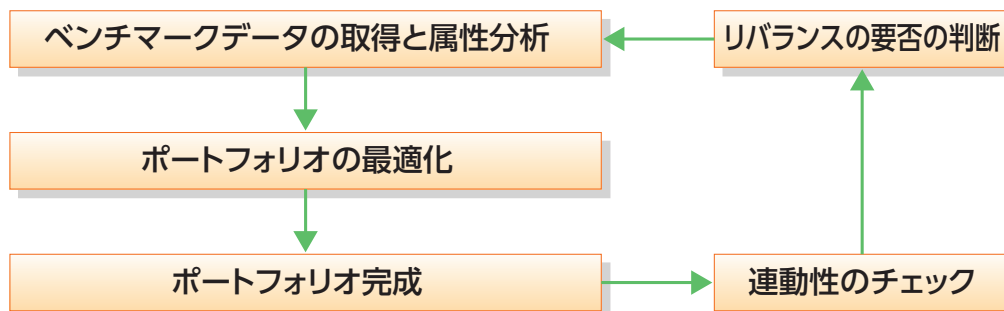 ベンチマークデータの取得と属性分析
リバランスの要否の判断
ポートフォリオの最適化
ポートフォリオ完成
連動性のチェック